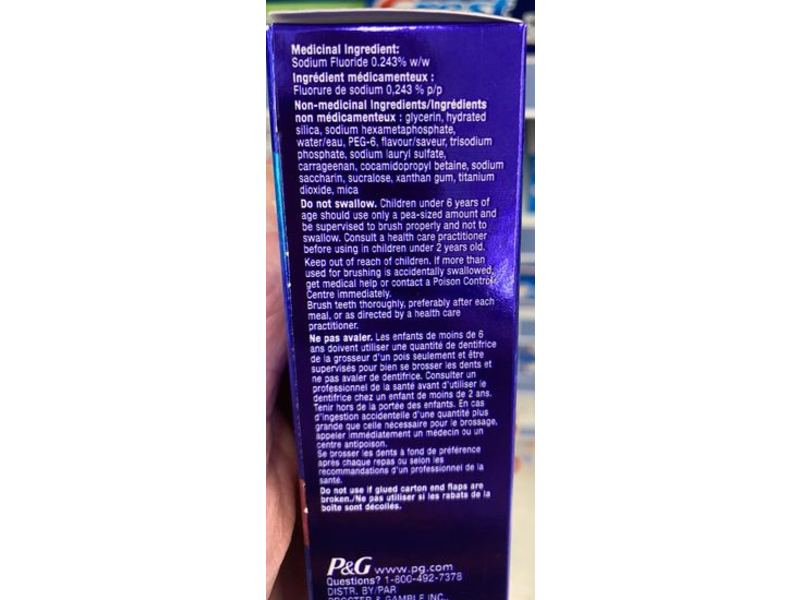 Medicinal Ingredient:
Sodium Fluoride 0.243% w/w
Ingrédient médicamenteux :
Fluorure de sodium 0,243 % p/p
Non-medicinal Ingredients/Ingrédients
non médicamenteux : glycerin, hydrated
silica, sodium hexametaphosphate,
water/eau, PEG-6, flavour/saveur, trisodium
phosphate, sodium lauryl sulfate,
carrageenan, cocamidopropyl betaine, sodium
saccharin, sucralose, xanthan gum, titanium
dioxide, mica
Do not swallow. Children under 6 years of
age should use only a pea-sized amount and
be supervised to brush properly and not to
swallow. Consult a health care practitioner
before using in children under 2 years old.
Keep out of reach of children. If more than
used for brushing is accidentally swallowed,
get medical help or contact a Poison Control
Centre immediately.
Brush teeth thoroughly, preferably after each
meal, or as directed by a health care
practitioner.
Ne pas avaler. Les enfants de moins de 6
ans doivent utiliser une quantité de dentifrice
de la grosseur d'un pois seulement et être
supervisés pour bien se brosser les dents et
ne pas avaler de dentifrice. Consulter un
professionnel de la santé avant d'utiliser le
dentifrice chez un enfant de moins de 2 ans.
Tenir hors de la portée des enfants. En cas
d'ingestion accidentelle d'une quantité plus
grande que celle nécessaire pour le brossage,
appeler immédiatement un médecin ou un
centre antipoison.
Se brosser les dents à fond de préférence
après chaque repas ou selon les
recommandations d'un professionnel de la
santé.
Do not use if glued carton end flaps are
broken./Ne pas utiliser si les rabats de la
boîte sont décollés.
P&G www.pg.com
Questions? 1-800-492-7378
DISTR. BY/PAR
PROCTER & GAMBLE INC.,